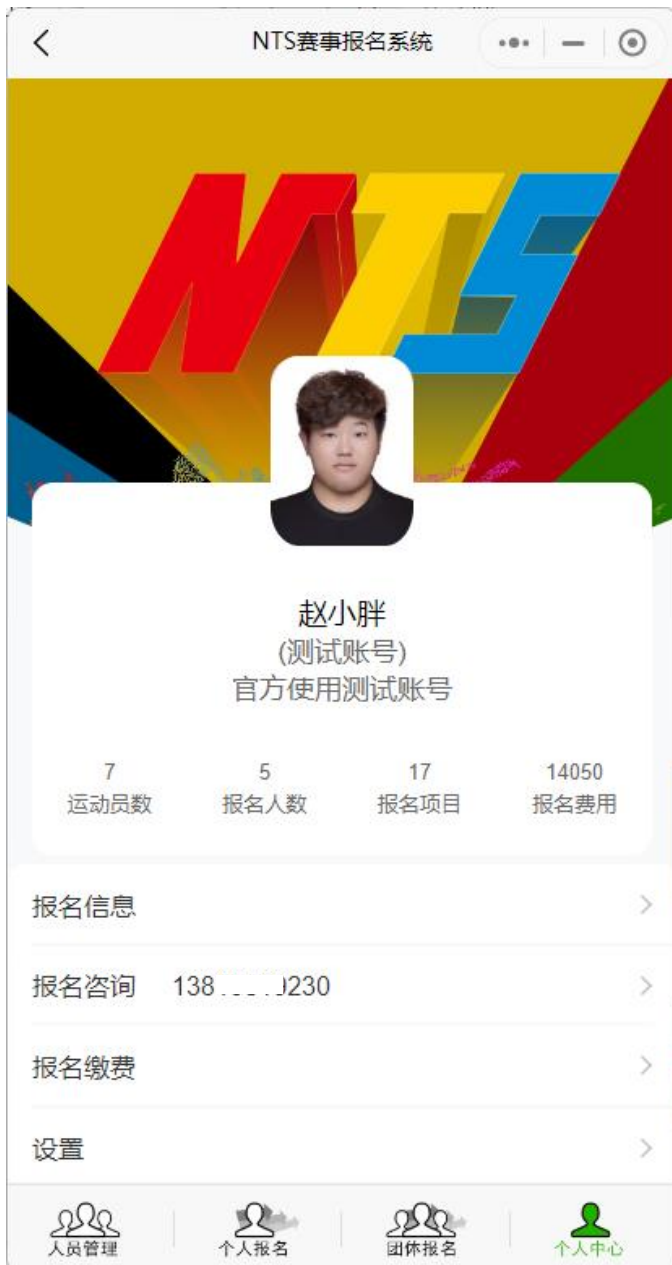 NTS赛事报名系统
NTS
赵小胖
(测试账号)
官方使用测试账号
7 5 17 14050
运动员数 报名人数 报名项目 报名费用
报名信息
报名咨询
报名缴费
设置
人员管理 个人报名 团体报名 个人中心